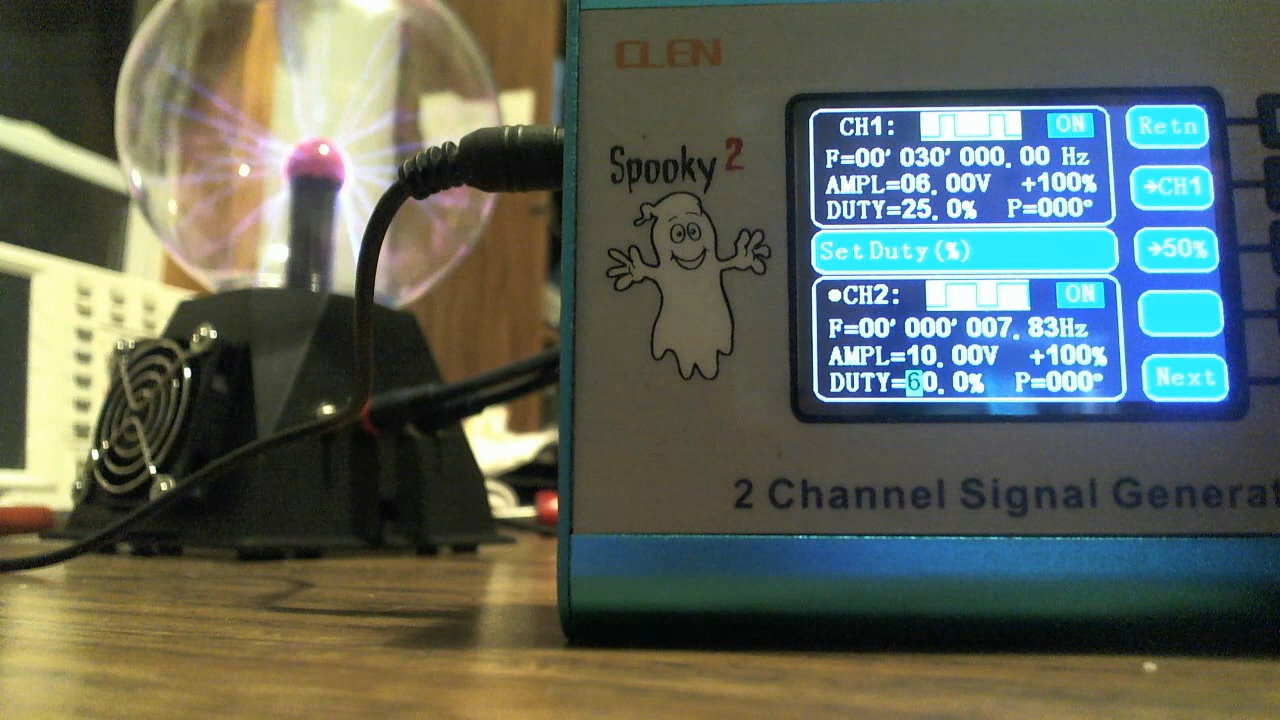 CLEN
Spooky 2
CH1: ON
F=00' 030' 000. 00 Hz
AMPL=06. 00V +100%
DUTY=25. 0% P=000°
Set Duty (%)
●CH2: ON
F=00' 000' 007. 83Hz
AMPL=10. 00V +100%
DUTY=60. 0% P=000°
Retn
→CH1
→50%
Next
2 Channel Signal Generat